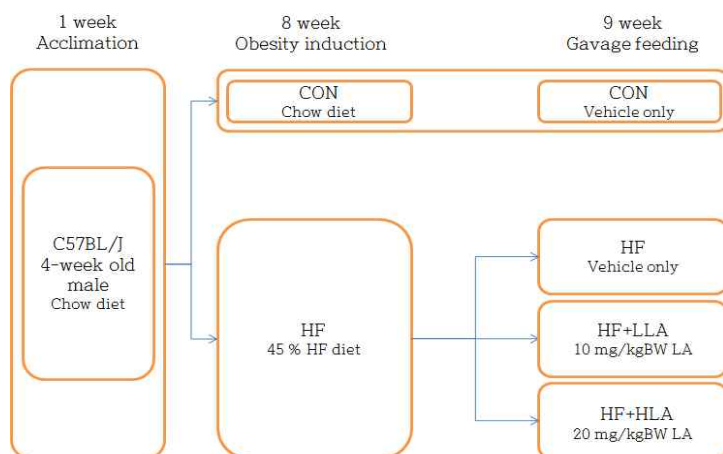 1 week
Acclimation
8 week
Obesity induction
9 week
Gavage feeding
CON
Chow diet
CON
Vehicle only
C57BL/J
4-week old
male
Chow diet
HF
45 % HF diet
HF
Vehicle only
HF+LLA
10 mg/kgBW LA
HF+HLA
20 mg/kgBW LA